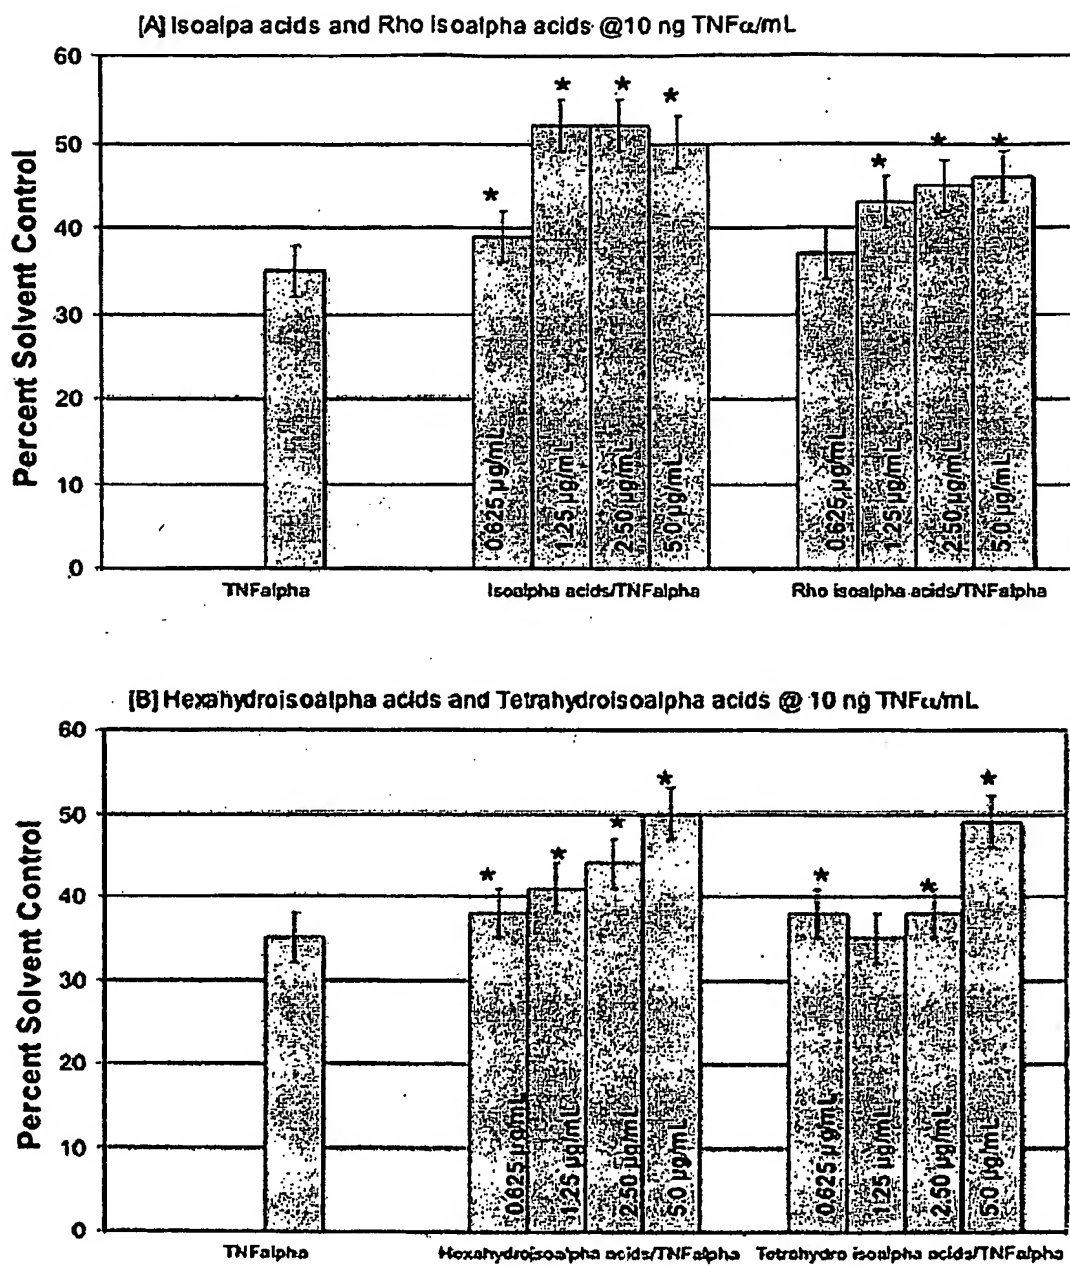 [A] Isoalpa acids and Rho Isoalpha acids @10 ng TNFα/mL
Percent Solvent Control
60
50
40
30
20
10
0
*
*
*
*
*
*
*
0.625 µg/mL
1.25 µg/mL
2.50 µg/mL
5.0 µg/mL
0.625 µg/mL
1.25 µg/mL
2.50 µg/mL
5.0 µg/mL
TNFalpha
Isoalpha acids/TNFalpha
Rho isoalpha acids/TNFalpha
[B] Hexahydroisoalpha acids and Tetrahydroisoalpha acids @ 10 ng TNFα/mL
Percent Solvent Control
60
50
40
30
20
10
0
*
*
*
*
*
*
*
0.625 µg/mL
1.25 µg/mL
2.50 µg/mL
5.0 µg/mL
0.625 µg/mL
1.25 µg/mL
2.50 µg/mL
5.0 µg/mL
TNFalpha
Hexahydroisoalpha acids/TNFalpha
Tetrahydro isoalpha acids/TNFalpha